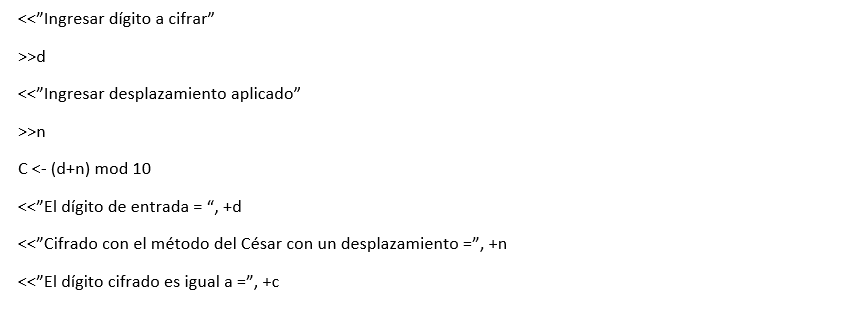 <<”Ingresar dígito a cifrar”
>>d
<<”Ingresar desplazamiento aplicado”
>>n
C <- (d+n) mod 10
<<”El dígito de entrada = “, +d
<<”Cifrado con el método del César con un desplazamiento =”, +n
<<”El dígito cifrado es igual a =”, +c